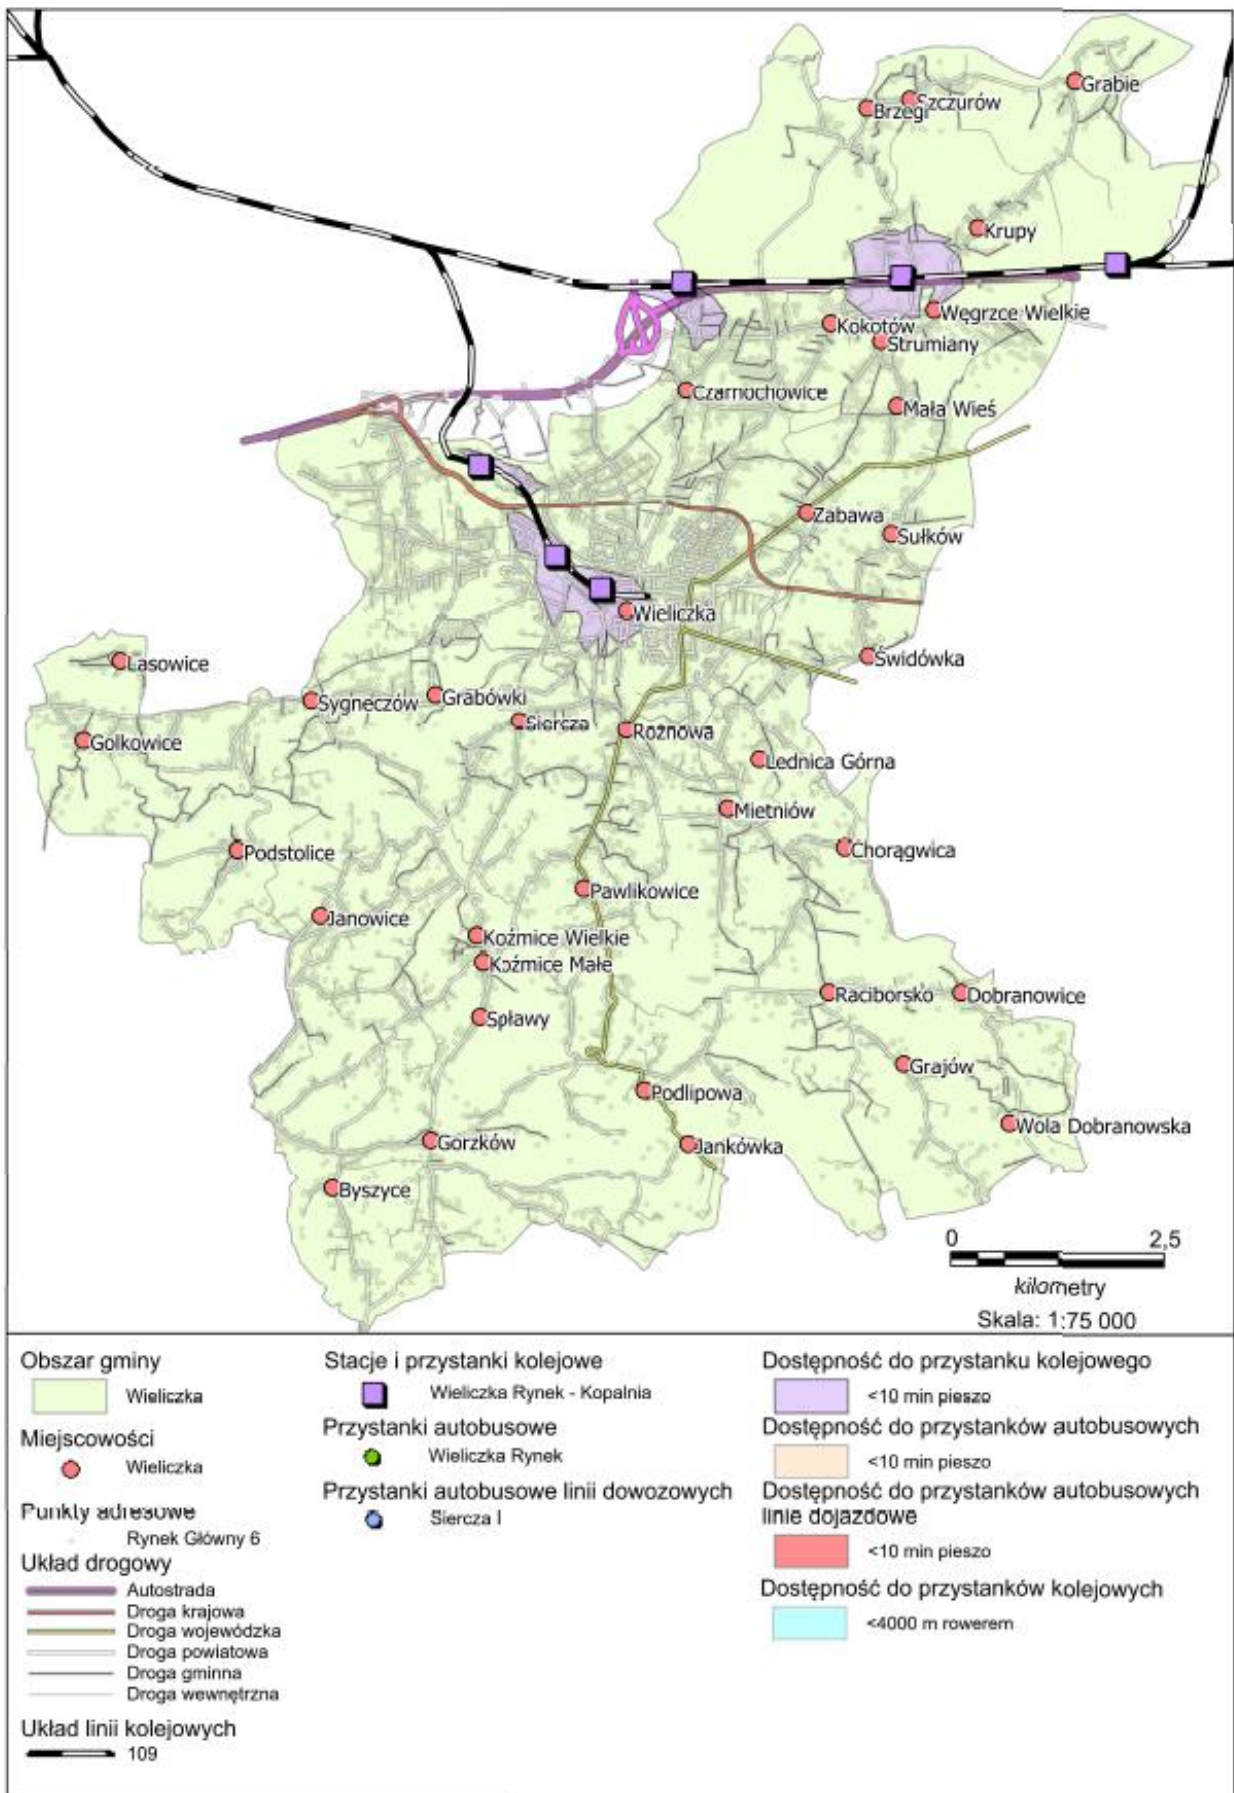 Grabie
Szczurów
Brzegi
Krupy
Węgrzce Wielkie
Kokotów
Strumiany
Czarnochowice
Mała Wieś
Zabawa
Sułków
Wieliczka
Świdówka
Lasowice
Sygneczów
Grabówki
Siercza
Rożnowa
Golkowice
Lednica Górna
Mietniów
Podstolice
Chorągwica
Pawlikowice
Janowice
Koźmice Wielkie
Koźmice Małe
Raciborsko
Dobranowice
Spławy
Grajów
Podlipowa
Wola Dobranowska
Gorzków
Jankówka
Byszyce
0 2,5
kilometry
Skala: 1:75 000
Obszar gminy
Wieliczka
Miejscowości
Wieliczka
Punkty adresowe
Rynek Główny 6
Układ drogowy
Autostrada
Droga krajowa
Droga wojewódzka
Droga powiatowa
Droga gminna
Droga wewnętrzna
Układ linii kolejowych
109
Stacje i przystanki kolejowe
Wieliczka Rynek - Kopalnia
Przystanki autobusowe
Wieliczka Rynek
Przystanki autobusowe linii dowozowych
Siercza I
Dostępność do przystanku kolejowego
<10 min pieszo
Dostępność do przystanków autobusowych
<10 min pieszo
Dostępność do przystanków autobusowych
linie dojazdowe
<10 min pieszo
Dostępność do przystanków kolejowych
<4000 m rowerem